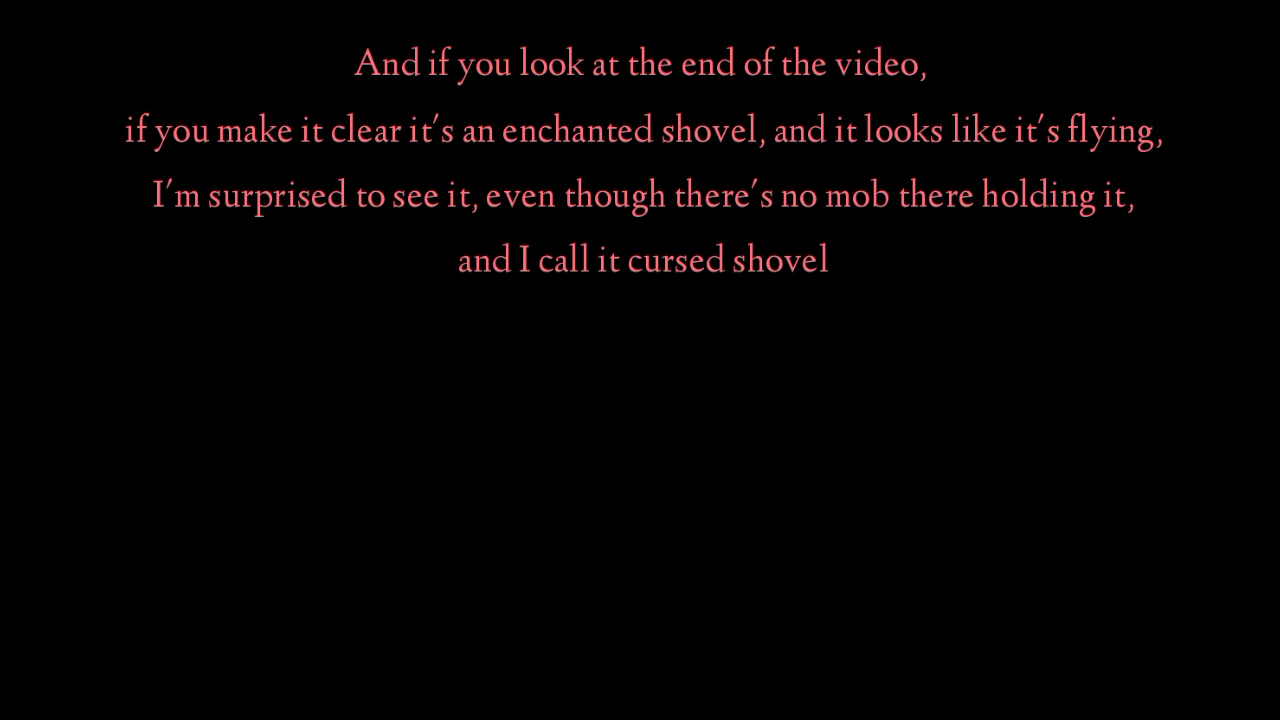 And if you look at the end of the video,
if you make it clear it's an enchanted shovel, and it looks like it's flying,
I'm surprised to see it, even though there's no mob there holding it,
and I call it cursed shovel